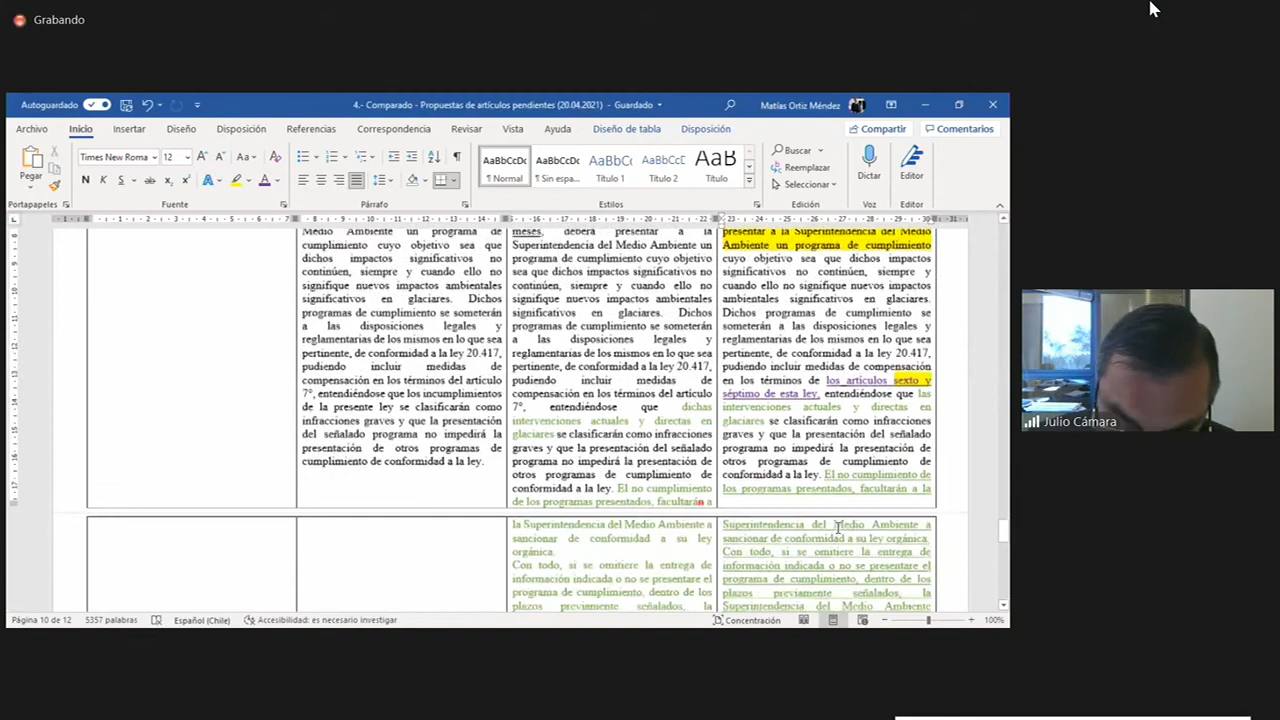 Grabando
Autoguardado
4.- Comparado - Propuestas de artículos pendientes (20.04.2021) - Guardado
Matías Ortiz Méndez
Archivo Inicio Insertar Diseño Disposición Referencias Correspondencia Revisar Vista Ayuda Diseño de tabla Disposición
Compartir Comentarios
Pegar
Times New Roma 12
N K S ab x₂ x² A A
AaBbCcDc AaBbCcDc AaBbCc AaBbCcC AaB
¶ Normal ¶ Sin espa... Título 1 Título 2 Título
Buscar
Reemplazar
Seleccionar
Dictar
Editor
Portapapeles Fuente Párrafo Estilos Edición Voz Editor
Medio Ambiente un programa de
cumplimiento cuyo objetivo sea que
dichos impactos significativos no
continúen, siempre y cuando ello no
signifique nuevos impactos ambientales
significativos en glaciares. Dichos
programas de cumplimiento se someterán
a las disposiciones legales y
reglamentarias de los mismos en lo que sea
pertinente, de conformidad a la ley 20.417,
pudiendo incluir medidas de
compensación en los términos del artículo
7°, entendiéndose que los incumplimientos
de la presente ley se clasificarán como
infracciones graves y que la presentación
del señalado programa no impedirá la
presentación de otros programas de
cumplimiento de conformidad a la ley.
meses, deberá presentar a la
Superintendencia del Medio Ambiente un
programa de cumplimiento cuyo objetivo
sea que dichos impactos significativos no
continúen, siempre y cuando ello no
signifique nuevos impactos ambientales
significativos en glaciares. Dichos
programas de cumplimiento se someterán
a las disposiciones legales y
reglamentarias de los mismos en lo que sea
pertinente, de conformidad a la ley 20.417,
pudiendo incluir medidas de
compensación en los términos del artículo
7°, entendiéndose que dichas
intervenciones actuales y directas en
glaciares se clasificarán como infracciones
graves y que la presentación del señalado
programa no impedirá la presentación de
otros programas de cumplimiento de
conformidad a la ley. El no cumplimiento
de los programas presentados, facultarán a
la Superintendencia del Medio Ambiente a
sancionar de conformidad a su ley
orgánica.
Con todo, si se omitiere la entrega de
información indicada o no se presentare el
programa de cumplimiento, dentro de los
plazos previamente señalados, la
presentar a la Superintendencia del Medio
Ambiente un programa de cumplimiento
cuyo objetivo sea que dichos impactos
significativos no continúen, siempre y
cuando ello no signifique nuevos impactos
ambientales significativos en glaciares.
Dichos programas de cumplimiento se
someterán a las disposiciones legales y
reglamentarias de los mismos en lo que sea
pertinente, de conformidad a la ley 20.417,
pudiendo incluir medidas de compensación
en los términos de los artículos sexto y
séptimo de esta ley, entendiéndose que las
intervenciones actuales y directas en
glaciares se clasificarán como infracciones
graves y que la presentación del señalado
programa no impedirá la presentación de
otros programas de cumplimiento de
conformidad a la ley. El no cumplimiento de
los programas presentados, facultarán a la
Superintendencia del Medio Ambiente a
sancionar de conformidad a su ley orgánica.
Con todo, si se omitiere la entrega de
información indicada o no se presentare el
programa de cumplimiento, dentro de los
plazos previamente señalados, la
Superintendencia del Medio Ambiente
Página 10 de 12 5357 palabras Español (Chile) Accesibilidad: es necesario investigar
Concentración 100%
Julio Cámara